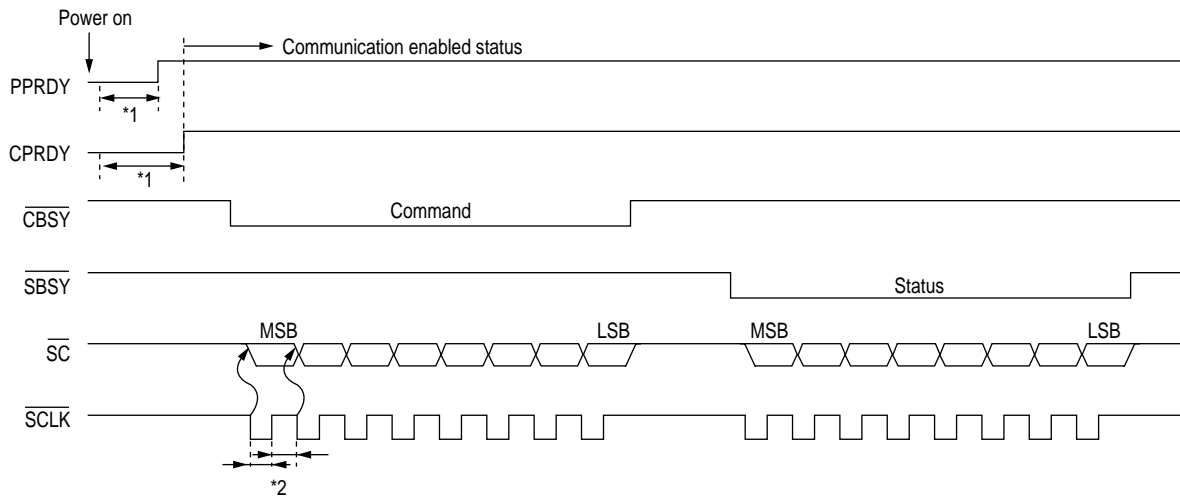 Power on
Communication enabled status
PPRDY
*1
CPRDY
*1
CBSY
Command
SBSY
Status
SC
MSB
LSB
MSB
LSB
SCLK
*2